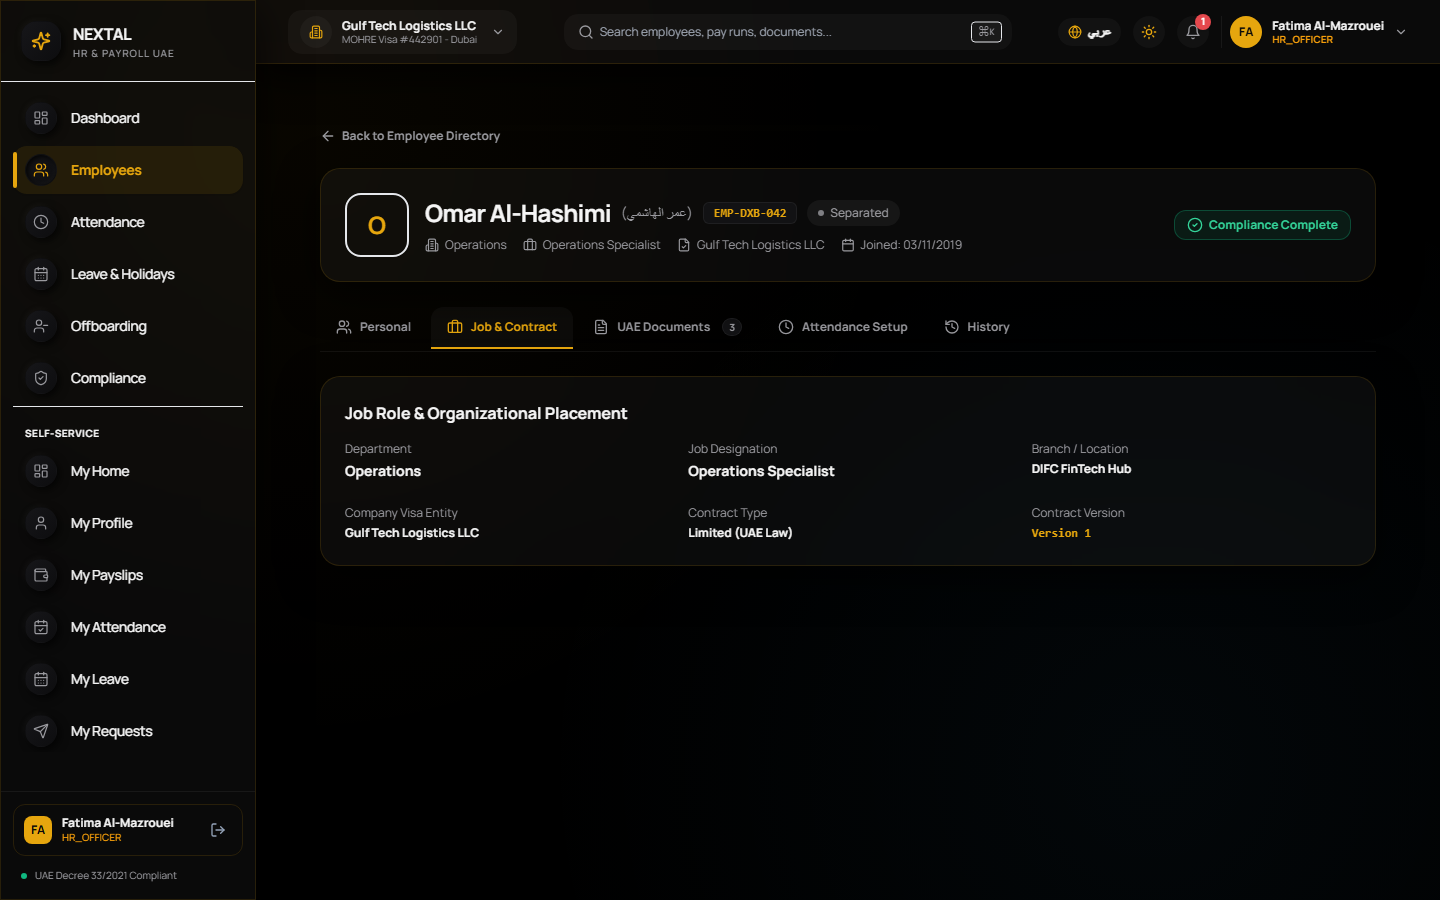 NEXTAL
HR & PAYROLL UAE
Gulf Tech Logistics LLC
MOHRE Visa #442901 - Dubai
Search employees, pay runs, documents...
⌘K
عربي
1
FA
Fatima Al-Mazrouei
HR_OFFICER
Dashboard
Employees
Attendance
Leave & Holidays
Offboarding
Compliance
SELF-SERVICE
My Home
My Profile
My Payslips
My Attendance
My Leave
My Requests
FA
Fatima Al-Mazrouei
HR_OFFICER
UAE Decree 33/2021 Compliant
Back to Employee Directory
O
Omar Al-Hashimi (عمر الهاشمي) EMP-DXB-042 Separated
Operations Operations Specialist Gulf Tech Logistics LLC Joined: 03/11/2019
Compliance Complete
Personal Job & Contract UAE Documents 3 Attendance Setup History
Job Role & Organizational Placement
Department
Operations
Job Designation
Operations Specialist
Branch / Location
DIFC FinTech Hub
Company Visa Entity
Gulf Tech Logistics LLC
Contract Type
Limited (UAE Law)
Contract Version
Version 1